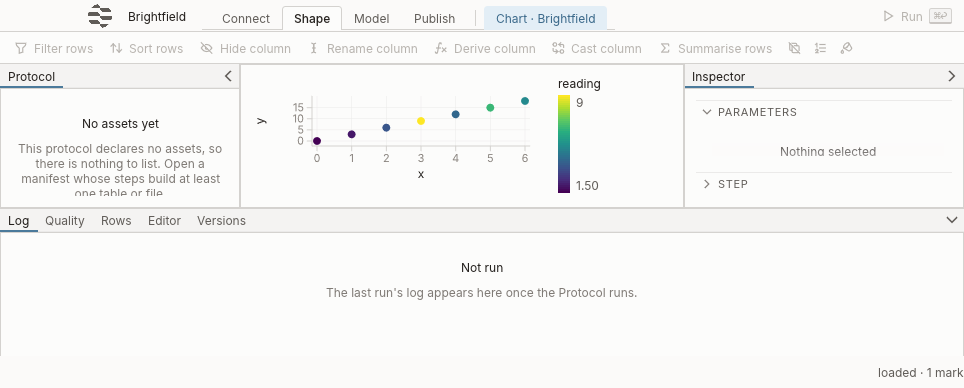 Brightfield
Connect
Shape
Model
Publish
Chart · Brightfield
Run
Filter rows
Sort rows
Hide column
Rename column
Derive column
Cast column
Summarise rows
Protocol
No assets yet
This protocol declares no assets, so
there is nothing to list. Open a
manifest whose steps build at least
one table or file.
y
15
10
5
0
0 1 2 3 4 5 6
x
reading
9
1.50
Inspector
PARAMETERS
Nothing selected
STEP
Log
Quality
Rows
Editor
Versions
Not run
The last run's log appears here once the Protocol runs.
loaded · 1 mark